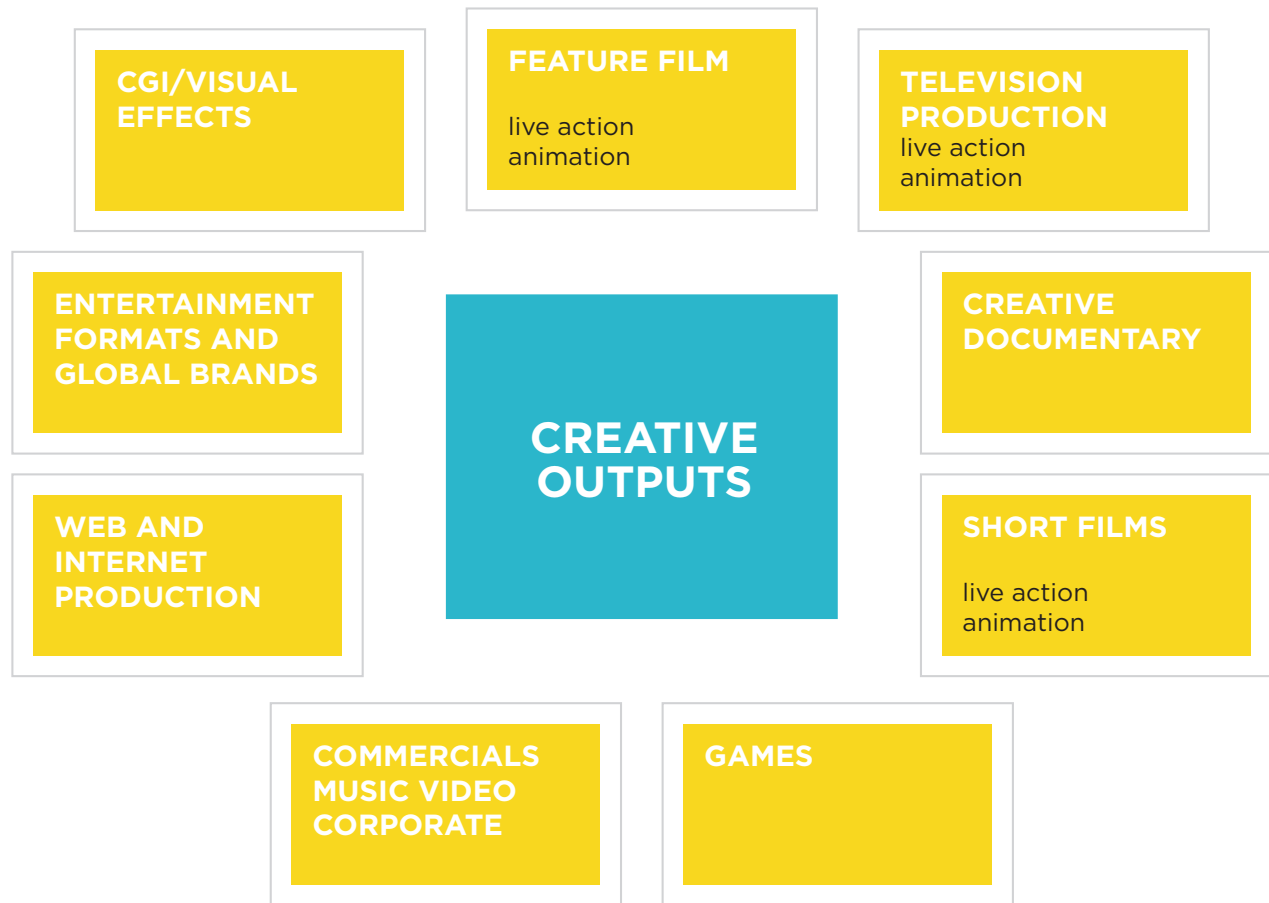 CGI/VISUAL
EFFECTS
FEATURE FILM
live action
animation
TELEVISION
PRODUCTION
live action
animation
ENTERTAINMENT
FORMATS AND
GLOBAL BRANDS
CREATIVE
OUTPUTS
CREATIVE
DOCUMENTARY
WEB AND
INTERNET
PRODUCTION
SHORT FILMS
live action
animation
COMMERCIALS
MUSIC VIDEO
CORPORATE
GAMES